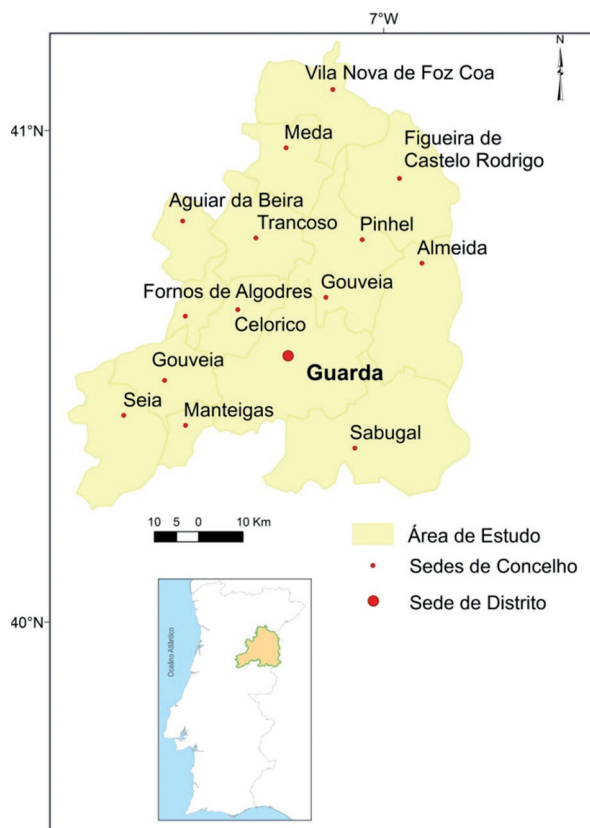 7°W
N
41°N
Vila Nova de Foz Coa
Meda
Figueira de
Castelo Rodrigo
Aguiar da Beira
Trancoso
Pinhel
Almeida
Gouveia
Fornos de Algodres
Celorico
Gouveia
Guarda
Seia
Manteigas
Sabugal
10 5 0 10 Km
Área de Estudo
Sedes de Concelho
Sede de Distrito
40°N
Oceâno Atlântico